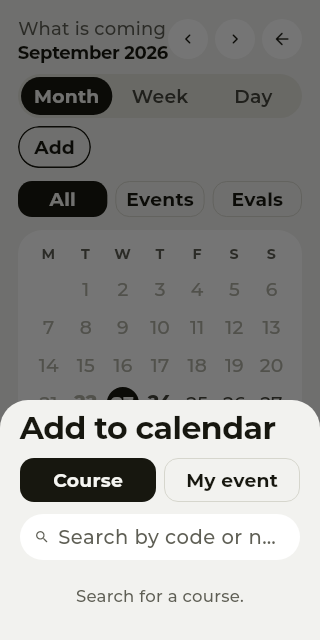 What is coming
September 2026
Month Week Day
Add
All Events Evals
M T W T F S S
1 2 3 4 5 6
7 8 9 10 11 12 13
14 15 16 17 18 19 20
Add to calendar
Course My event
Search by code or n...
Search for a course.